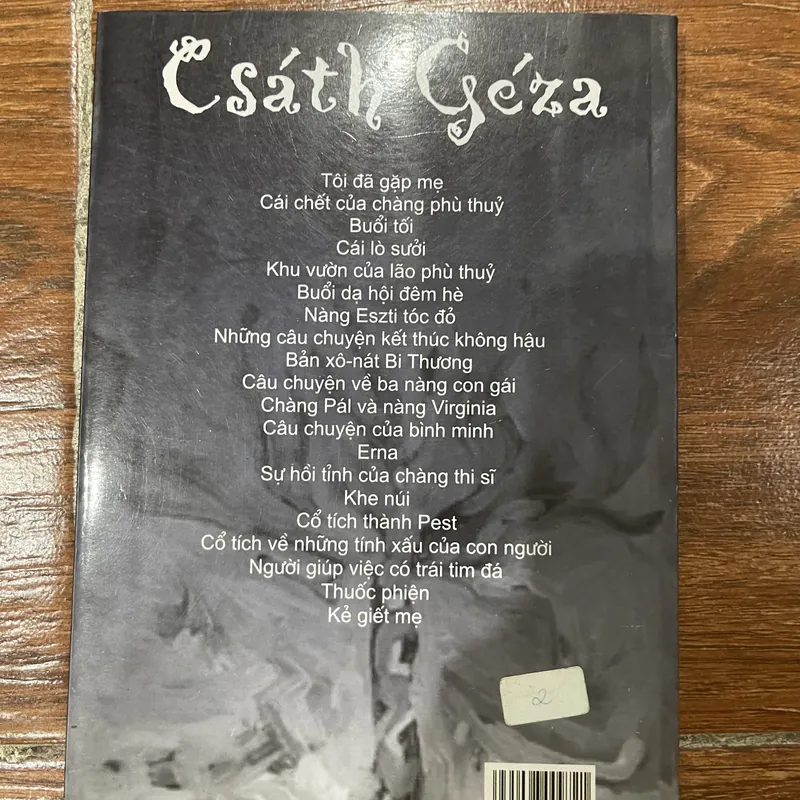 Csáth Géza
Tôi đã gặp mẹ
Cái chết của chàng phù thuỷ
Buổi tối
Cái lò sưởi
Khu vườn của lão phù thuỷ
Buổi dạ hội đêm hè
Nàng Eszti tóc đỏ
Những câu chuyện kết thúc không hậu
Bản xô-nát Bi Thương
Câu chuyện về ba nàng con gái
Chàng Pál và nàng Virginia
Câu chuyện của bình minh
Erna
Sự hồi tỉnh của chàng thi sĩ
Khe núi
Cổ tích thành Pest
Cổ tích về những tính xấu của con người
Người giúp việc có trái tim đá
Thuốc phiện
Kẻ giết mẹ
2